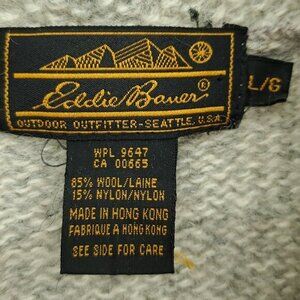 Eddie Bauer®
L/G
OUTDOOR OUTFITTER-SEATTLE, U.S.A.
WPL 9647
CA 00665
85% WOOL/LAINE
15% NYLON/NYLON
MADE IN HONG KONG
FABRIQUE A HONG KONG
SEE SIDE FOR CARE